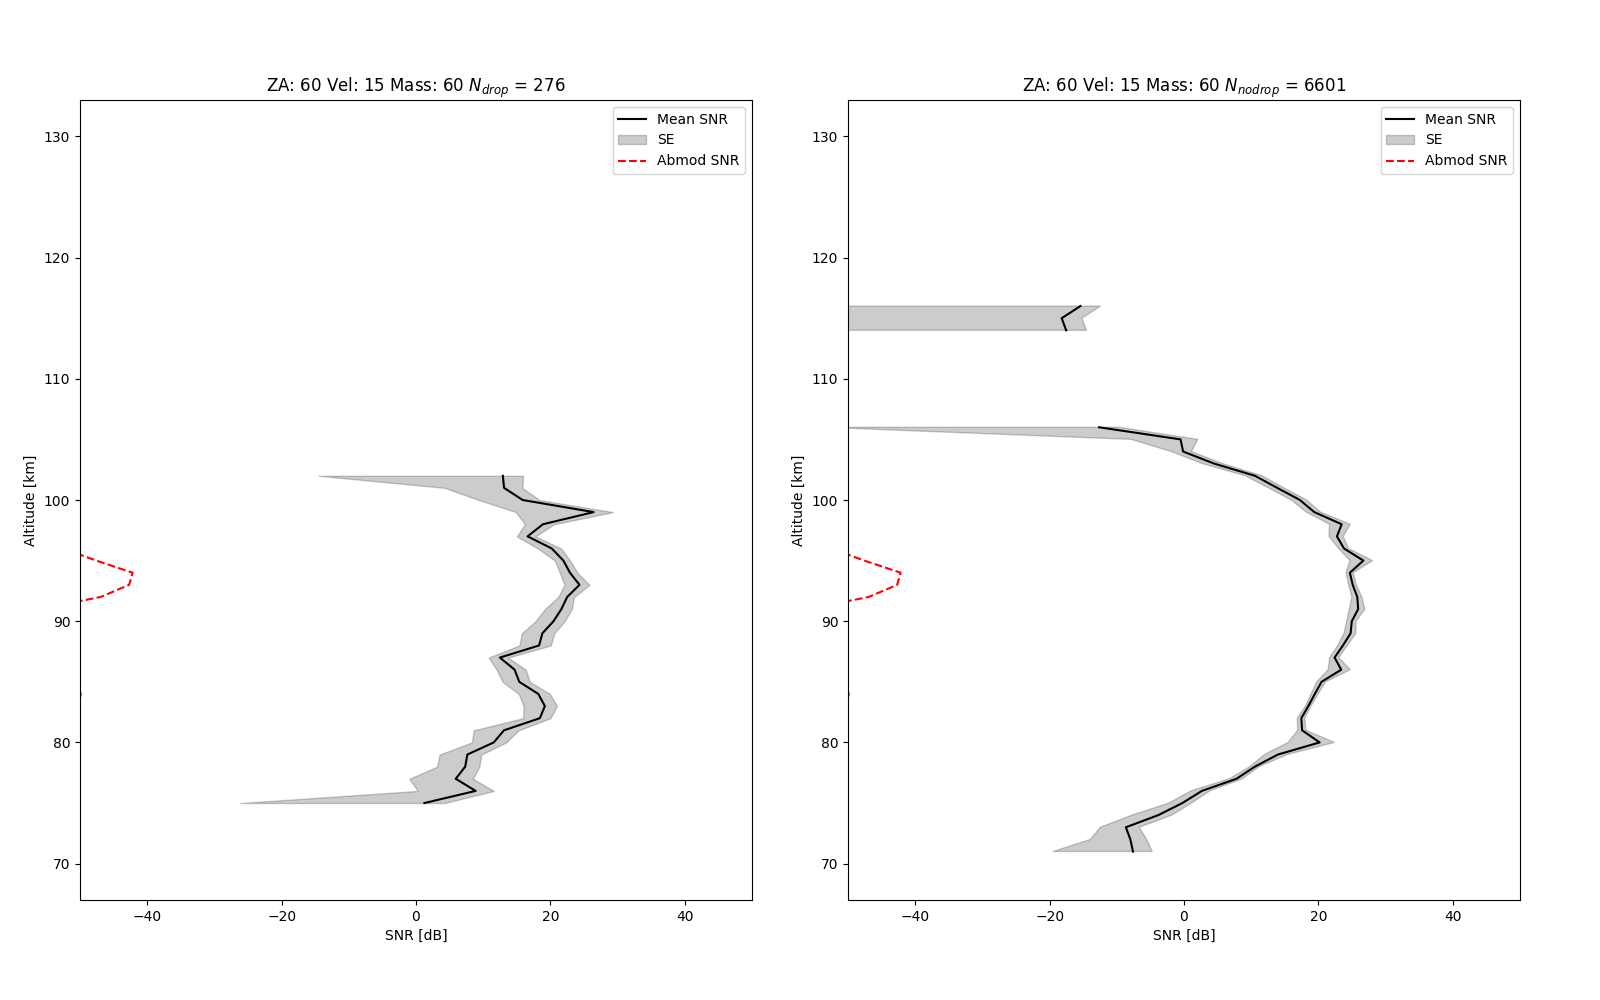 ZA: 60 Vel: 15 Mass: 60 N_drop = 276
Mean SNR
SE
Abmod SNR
130
120
110
100
90
80
70
Altitude [km]
−40 −20 0 20 40
SNR [dB]
ZA: 60 Vel: 15 Mass: 60 N_nodrop = 6601
Mean SNR
SE
Abmod SNR
130
120
110
100
90
80
70
Altitude [km]
−40 −20 0 20 40
SNR [dB]